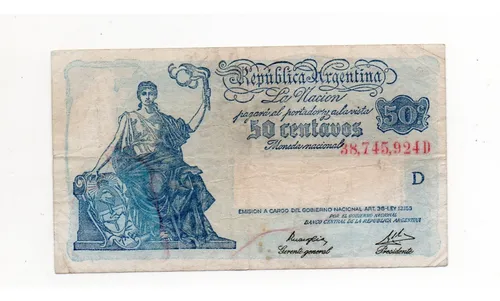 República Argentina
La Nación
pagará al portador y a la vista
50
50 centavos
Moneda nacional
38,745,924D
D
EMISION A CARGO DEL GOBIERNO NACIONAL ART. 36-LEY 12155
POR EL GOBIERNO NACIONAL
BANCO CENTRAL DE LA REPUBLICA ARGENTINA
Gerente general
Presidente